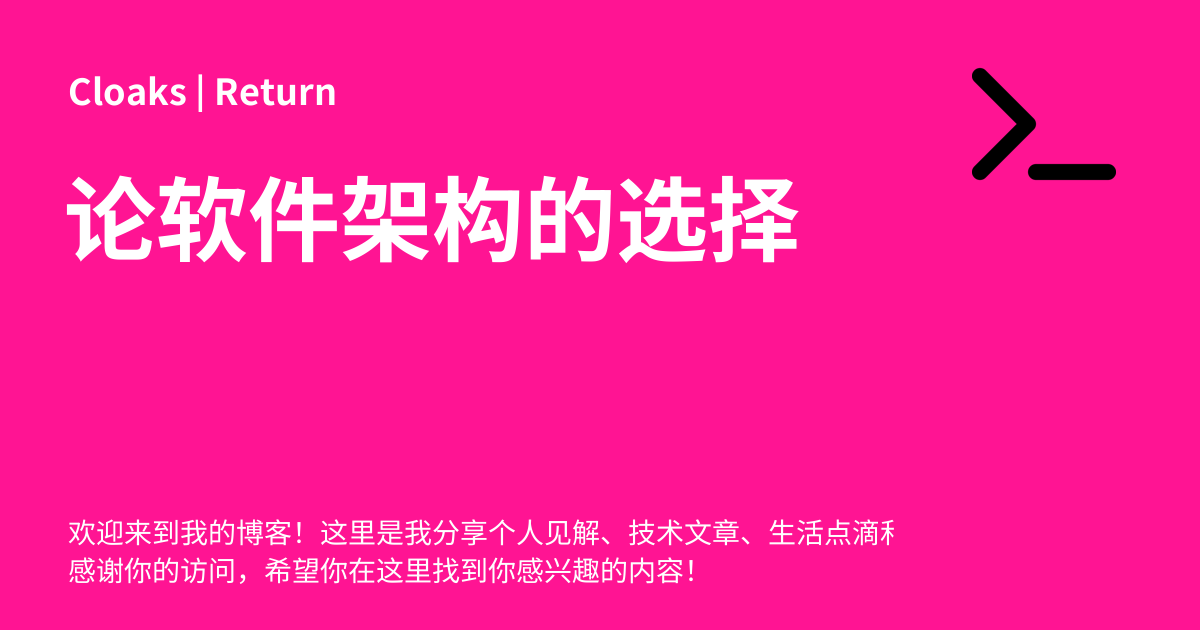 Cloaks | Return
论软件架构的选择
欢迎来到我的博客！这里是我分享个人见解、技术文章、生活点滴
感谢你的访问，希望你在这里找到你感兴趣的内容！